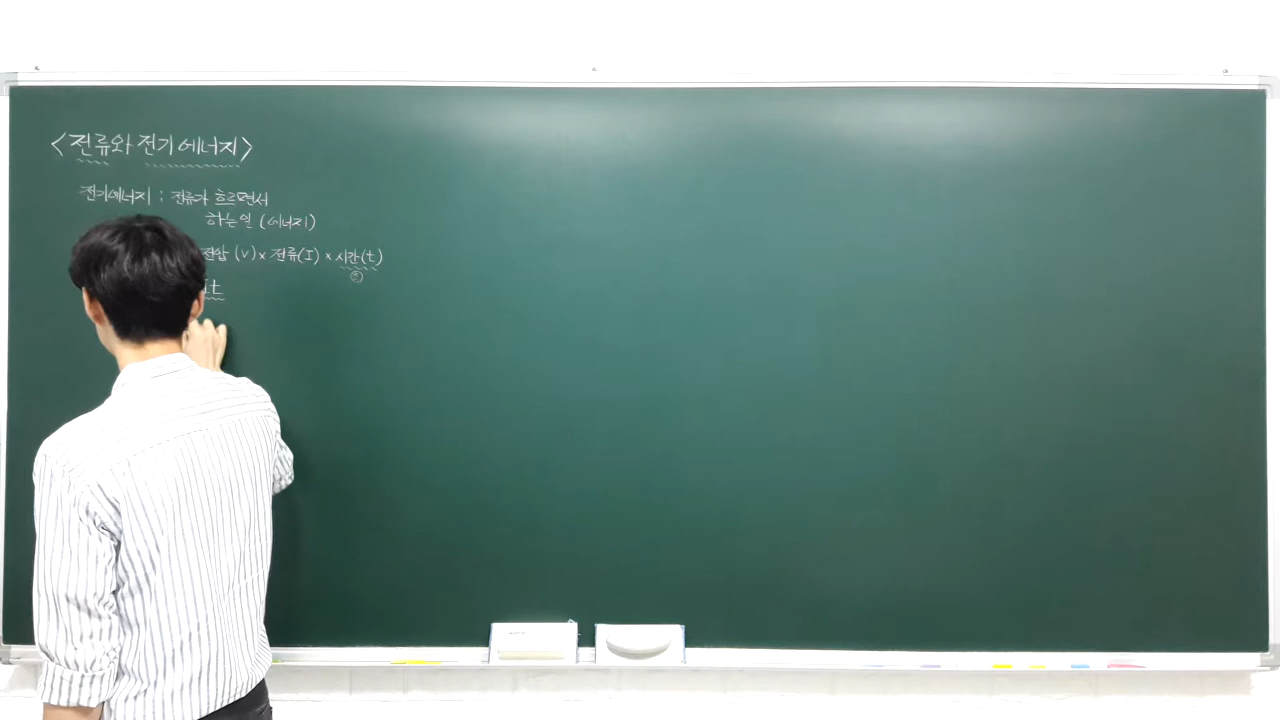 <전류와 전기 에너지>
전기에너지 : 전류가 흐르면서
하는 일 (에너지)
전압 (V) × 전류(I) × 시간(t)
It